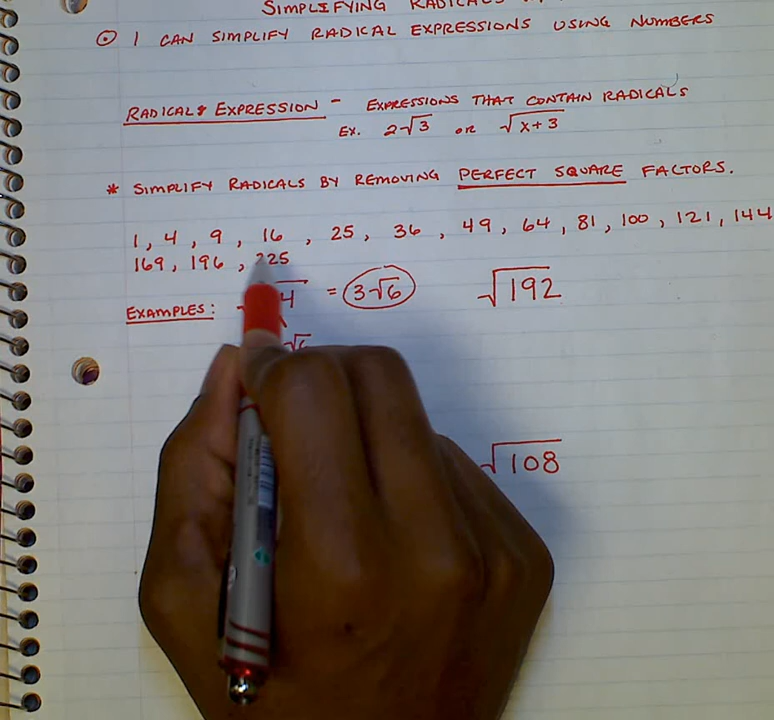 SIMPLIFYING RADICALS
⊙ I CAN SIMPLIFY RADICAL EXPRESSIONS USING NUMBERS
RADICAL EXPRESSION - EXPRESSIONS THAT CONTAIN RADICALS
EX. 2√3 OR √x+3
* SIMPLIFY RADICALS BY REMOVING PERFECT SQUARE FACTORS.
1, 4, 9, 16, 25, 36, 49, 64, 81, 100, 121, 144
169, 196, 225
EXAMPLES: 4 = 3√6 √192
√6
√108